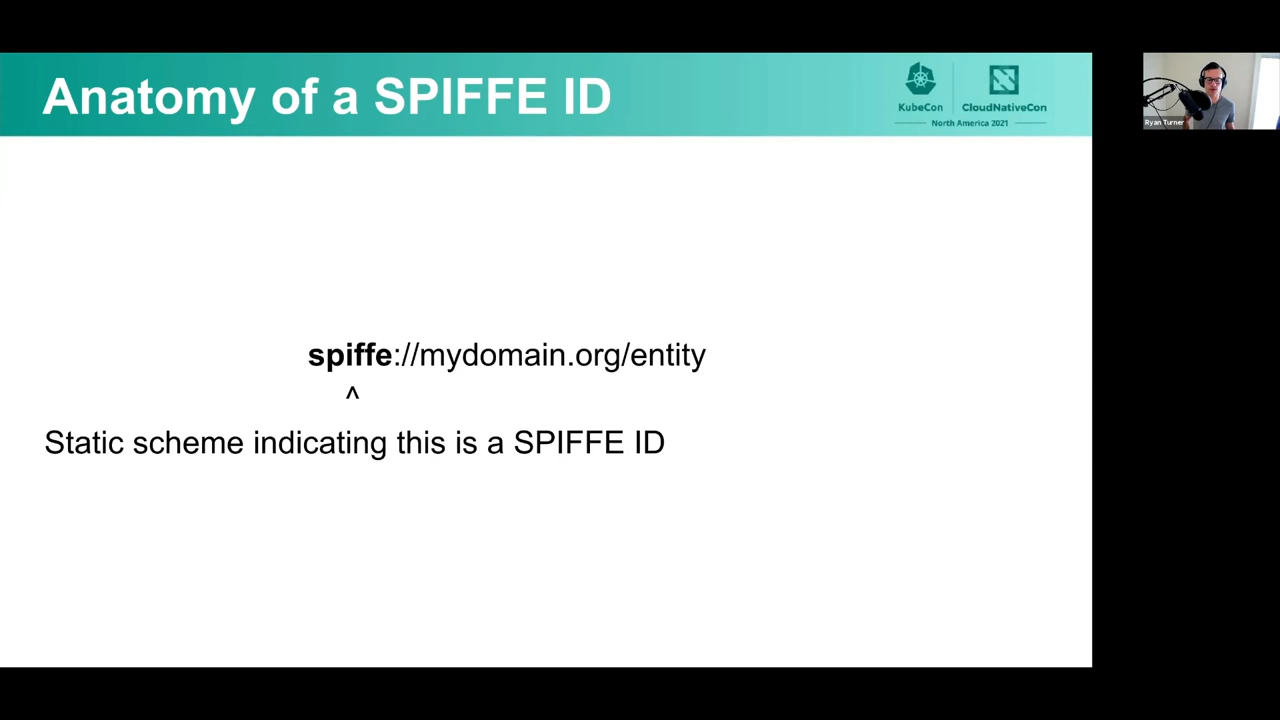 Anatomy of a SPIFFE ID
KubeCon
CloudNativeCon
North America 2021
Ryan Turner
spiffe://mydomain.org/entity
^
Static scheme indicating this is a SPIFFE ID